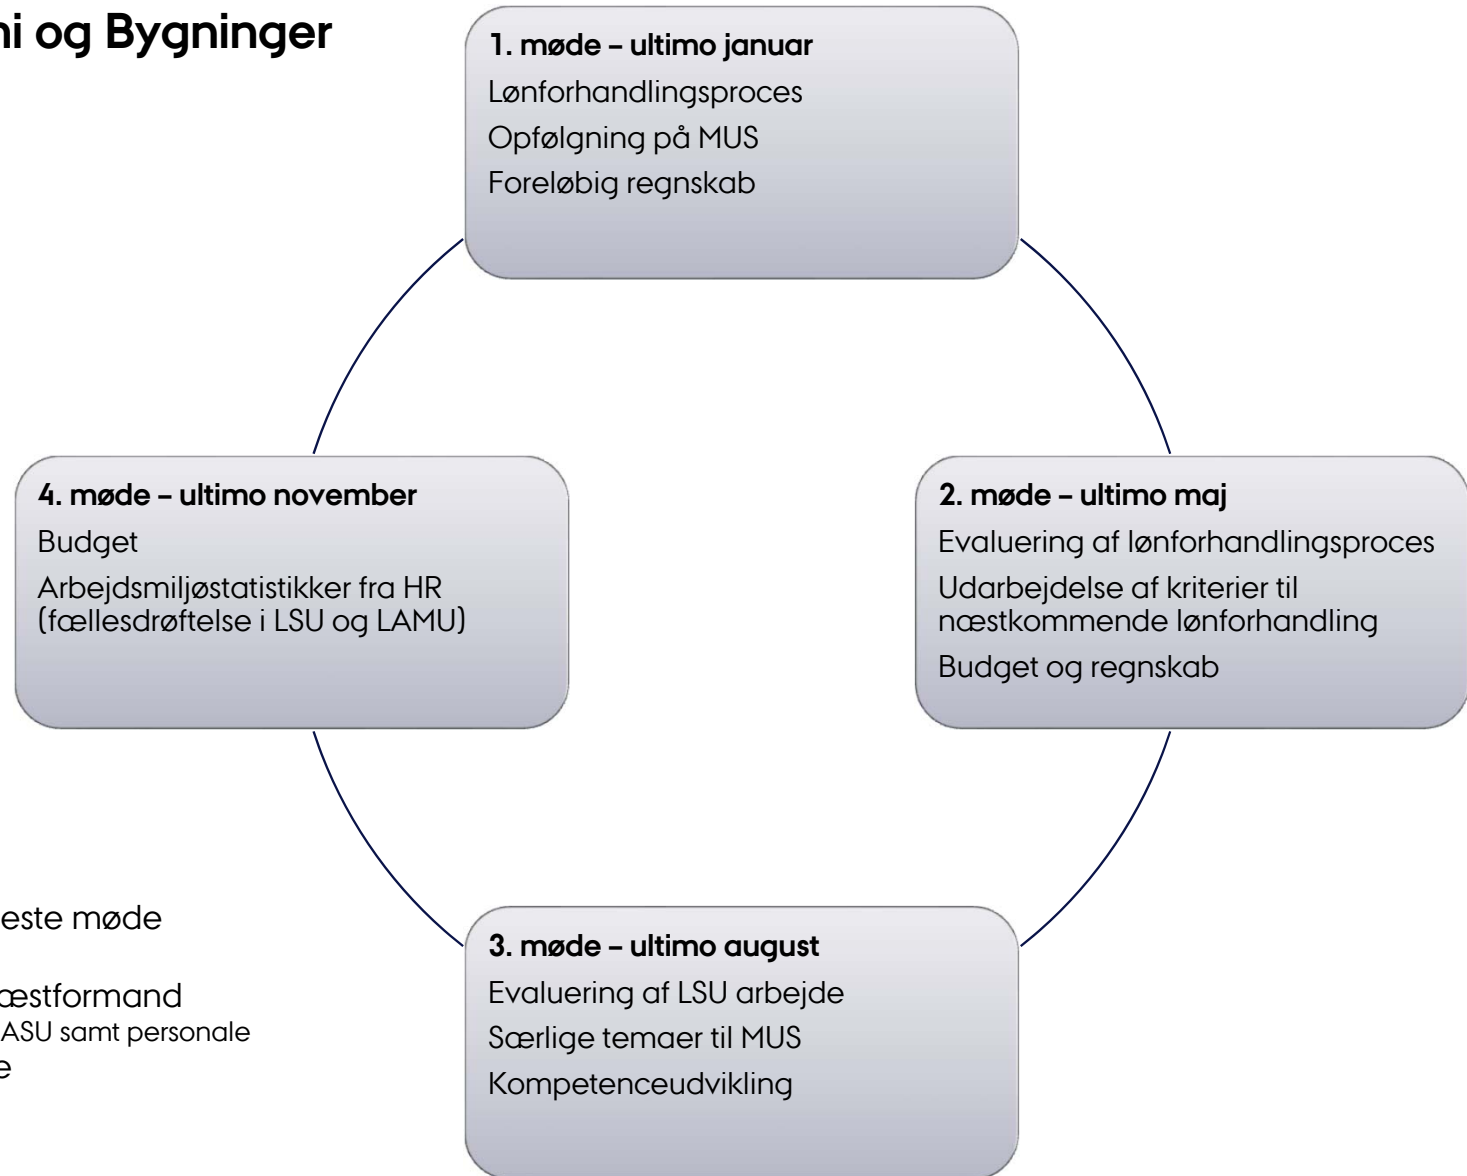 ni og Bygninger
1. møde – ultimo januar
Lønforhandlingsproces
Opfølgning på MUS
Foreløbig regnskab
2. møde – ultimo maj
Evaluering af lønforhandlingsproces
Udarbejdelse af kriterier til
næstkommende lønforhandling
Budget og regnskab
3. møde – ultimo august
Evaluering af LSU arbejde
Særlige temaer til MUS
Kompetenceudvikling
4. møde – ultimo november
Budget
Arbejdsmiljøstatistikker fra HR
(fællesdrøftelse i LSU og LAMU)
este møde
æstformand
ASU samt personale
e